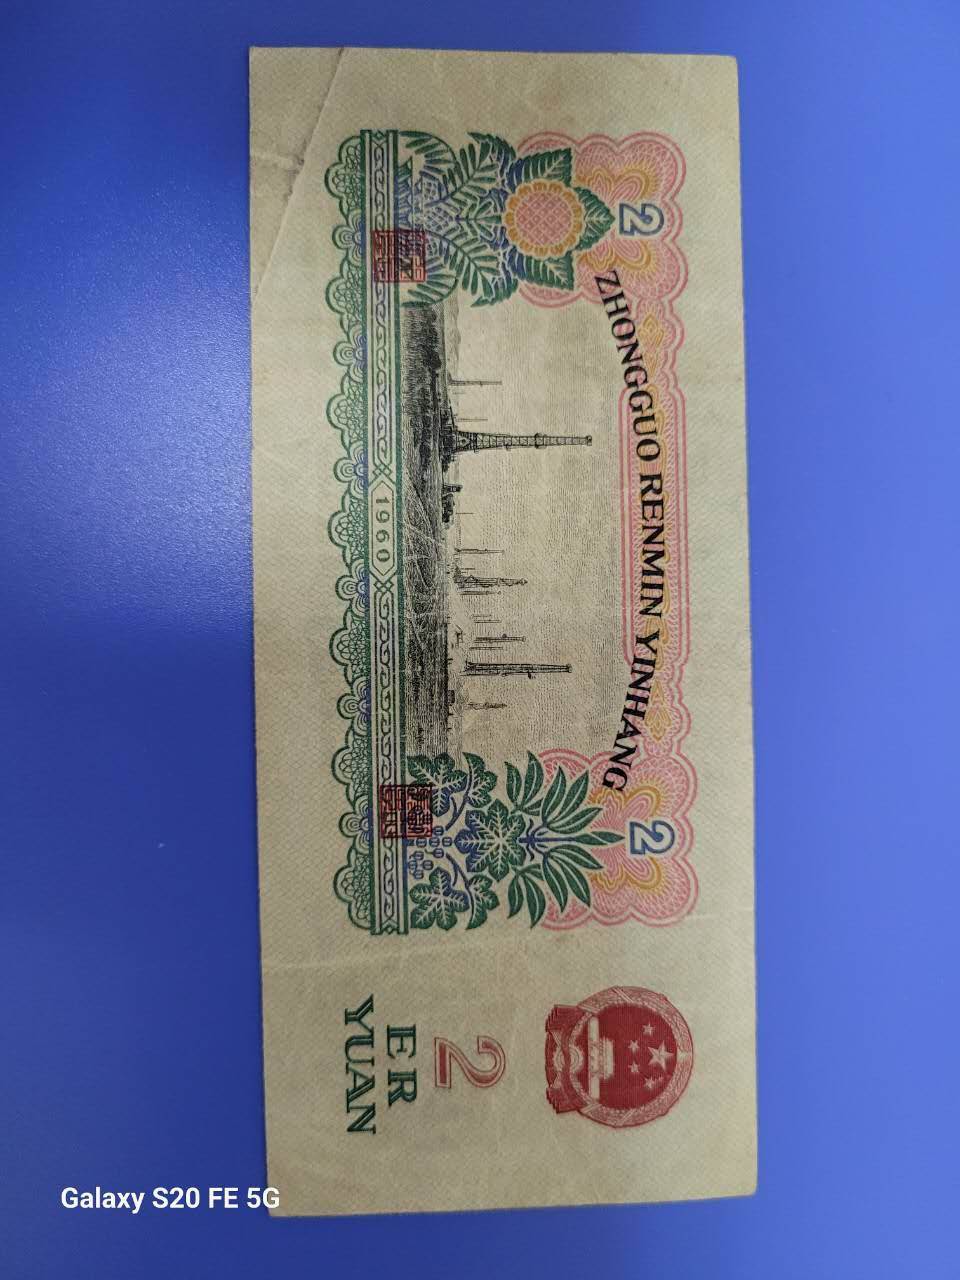 ZHONGGUO RENMIN YINHANG
2
2
1960
2
ER
YUAN
Galaxy S20 FE 5G